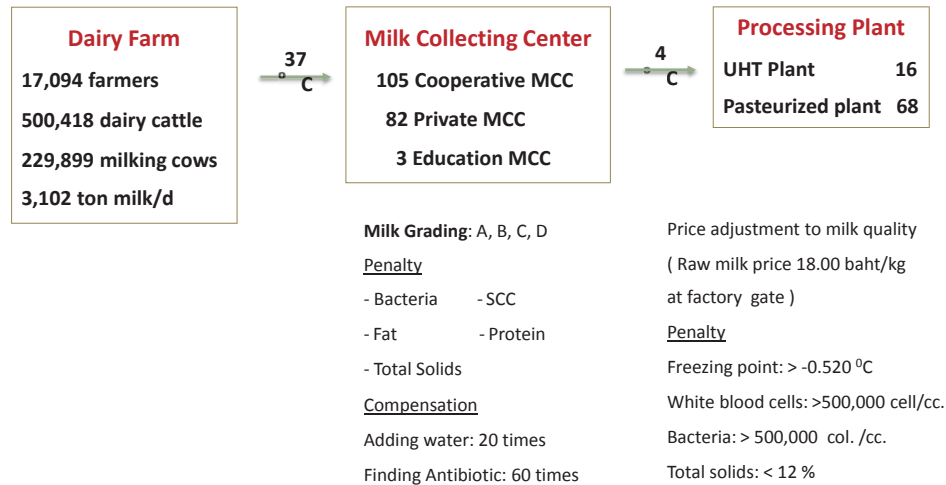 Dairy Farm
17,094 farmers
500,418 dairy cattle
229,899 milking cows
3,102 ton milk/d
37
o
C
Milk Collecting Center
105 Cooperative MCC
82 Private MCC
3 Education MCC
4
o
C
Processing Plant
UHT Plant 16
Pasteurized plant 68
Milk Grading: A, B, C, D
Penalty
- Bacteria - SCC
- Fat - Protein
- Total Solids
Compensation
Adding water: 20 times
Finding Antibiotic: 60 times
Price adjustment to milk quality
( Raw milk price 18.00 baht/kg
at factory gate )
Penalty
Freezing point: > -0.520 ⁰C
White blood cells: >500,000 cell/cc.
Bacteria: > 500,000 col. /cc.
Total solids: < 12 %